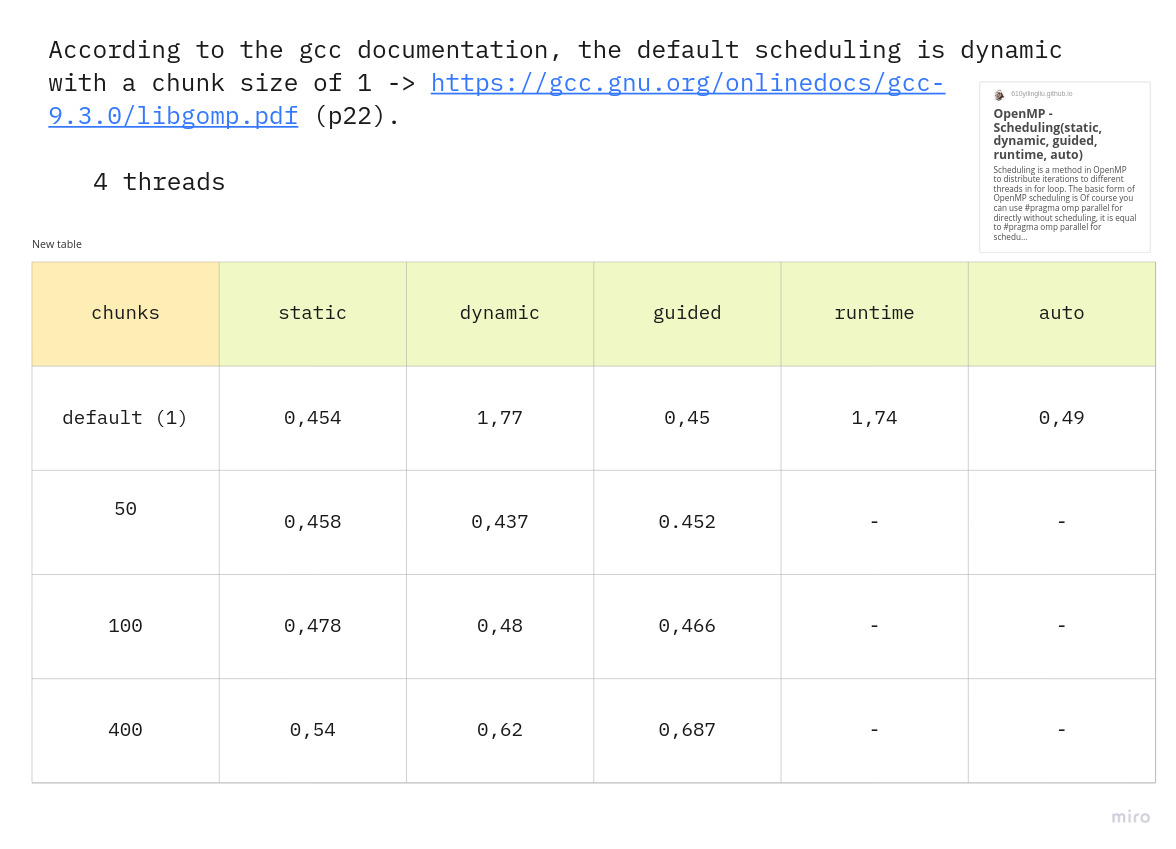 According to the gcc documentation, the default scheduling is dynamic
with a chunk size of 1 -> https://gcc.gnu.org/onlinedocs/gcc-
9.3.0/libgomp.pdf (p22).
610yilingliu.github.io
OpenMP -
Scheduling(static,
dynamic, guided,
runtime, auto)
Scheduling is a method in OpenMP
to distribute iterations to different
threads in for loop. The basic form of
OpenMP scheduling is Of course you
can use #pragma omp parallel for
directly without scheduling, it is equal
to #pragma omp parallel for
schedu...
4 threads
New table
chunks static dynamic guided runtime auto
default (1) 0,454 1,77 0,45 1,74 0,49
50 0,458 0,437 0.452 - -
100 0,478 0,48 0,466 - -
400 0,54 0,62 0,687 - -
miro